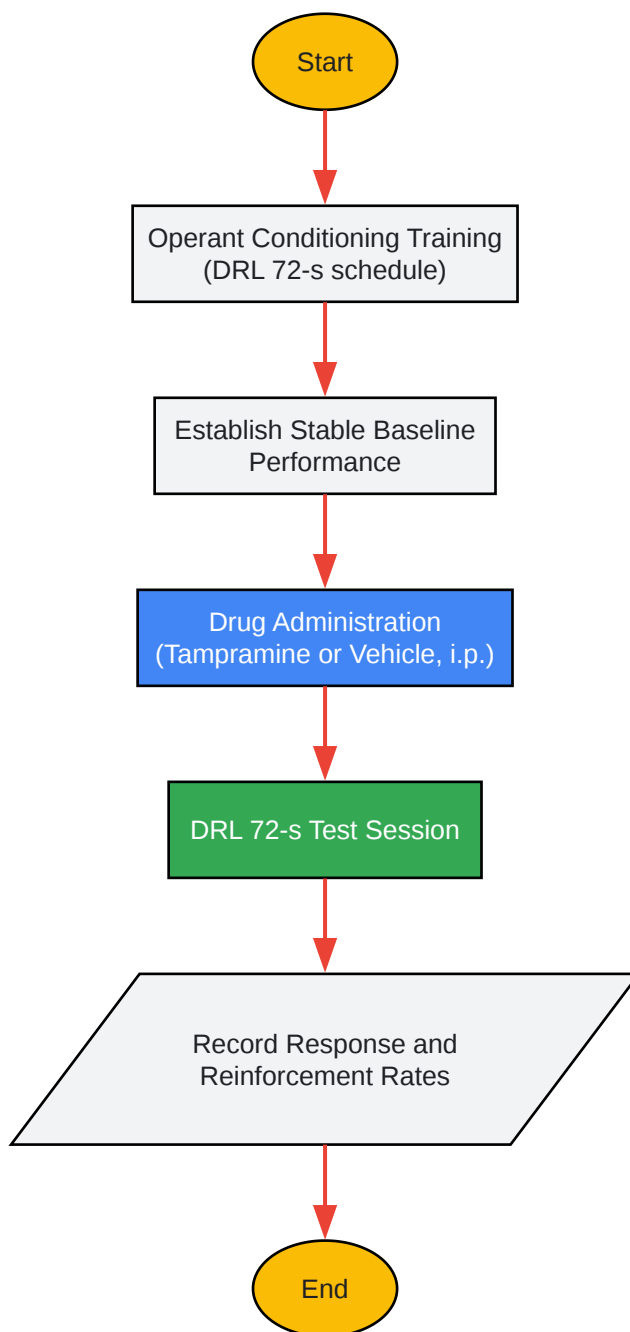 Start
Operant Conditioning Training
(DRL 72-s schedule)
Establish Stable Baseline
Performance
Drug Administration
(Tampramine or Vehicle, i.p.)
DRL 72-s Test Session
Record Response and
Reinforcement Rates
End